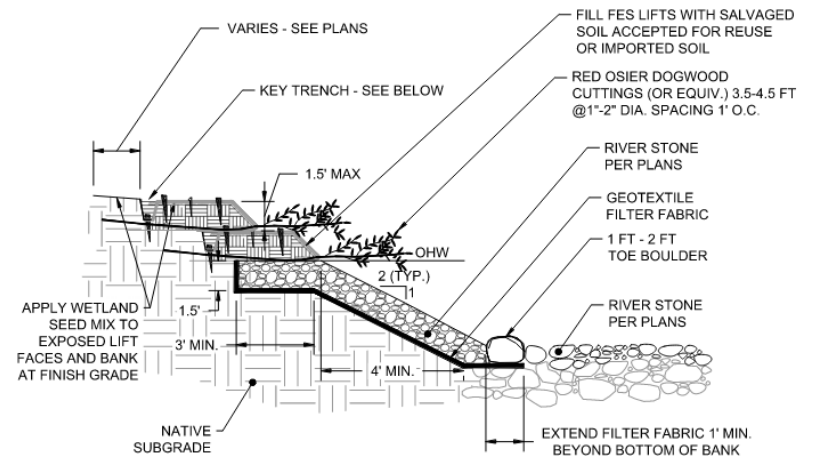 VARIES - SEE PLANS
FILL FES LIFTS WITH SALVAGED
SOIL ACCEPTED FOR REUSE
OR IMPORTED SOIL
KEY TRENCH - SEE BELOW
RED OSIER DOGWOOD
CUTTINGS (OR EQUIV.) 3.5-4.5 FT
@1"-2" DIA. SPACING 1' O.C.
1.5' MAX
RIVER STONE
PER PLANS
GEOTEXTILE
FILTER FABRIC
OHW
1 FT - 2 FT
TOE BOULDER
2 (TYP.)
1
APPLY WETLAND
SEED MIX TO
EXPOSED LIFT
FACES AND BANK
AT FINISH GRADE
1.5'
3' MIN.
4' MIN.
RIVER STONE
PER PLANS
NATIVE
SUBGRADE
EXTEND FILTER FABRIC 1' MIN.
BEYOND BOTTOM OF BANK